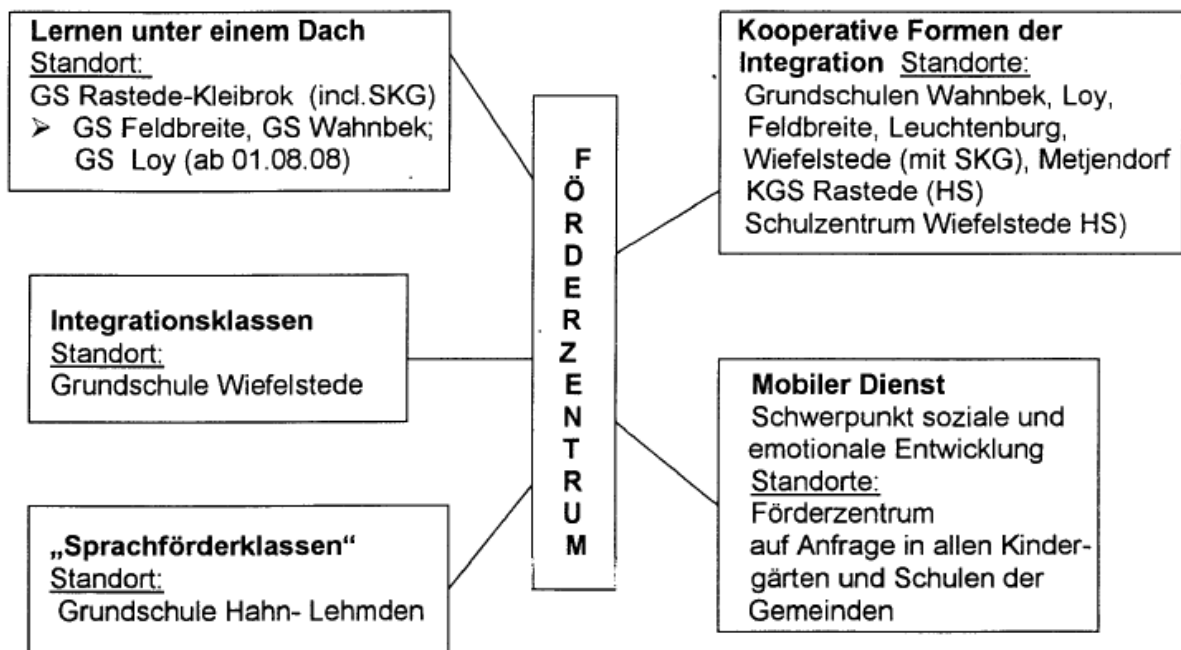 Lernen unter einem Dach
Standort:
GS Rastede-Kleibrok (incl.SKG)
➢ GS Feldbreite, GS Wahnbek;
GS Loy (ab 01.08.08)
Integrationsklassen
Standort:
Grundschule Wiefelstede
„Sprachförderklassen“
Standort:
Grundschule Hahn- Lehmden
FÖRDERZENTRUM
Kooperative Formen der
Integration Standorte:
Grundschulen Wahnbek, Loy,
Feldbreite, Leuchtenburg,
Wiefelstede (mit SKG), Metjendorf
KGS Rastede (HS)
Schulzentrum Wiefelstede HS)
Mobiler Dienst
Schwerpunkt soziale und
emotionale Entwicklung
Standorte:
Förderzentrum
auf Anfrage in allen Kinder-
gärten und Schulen der
Gemeinden